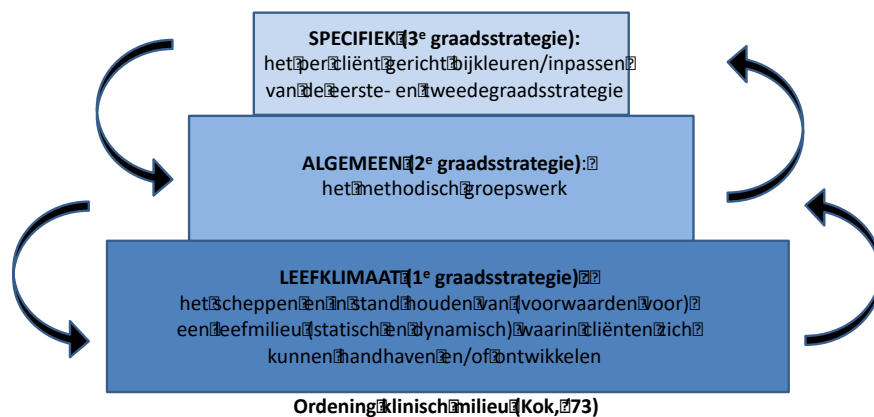 SPECIFIEK (3e graadsstrategie):
het per cliënt gericht bijkleuren/inpassen
van de eerste- en tweedegraadsstrategie
ALGEMEEN (2e graadsstrategie):
het methodisch groepswerk
LEEFKLIMAAT (1e graadsstrategie)
het scheppen en in stand houden van (voorwaarden voor)
een leefmilieu (statisch en dynamisch) waarin cliënten zich
kunnen handhaven en/of ontwikkelen
Ordening klinisch milieu (Kok, '73)